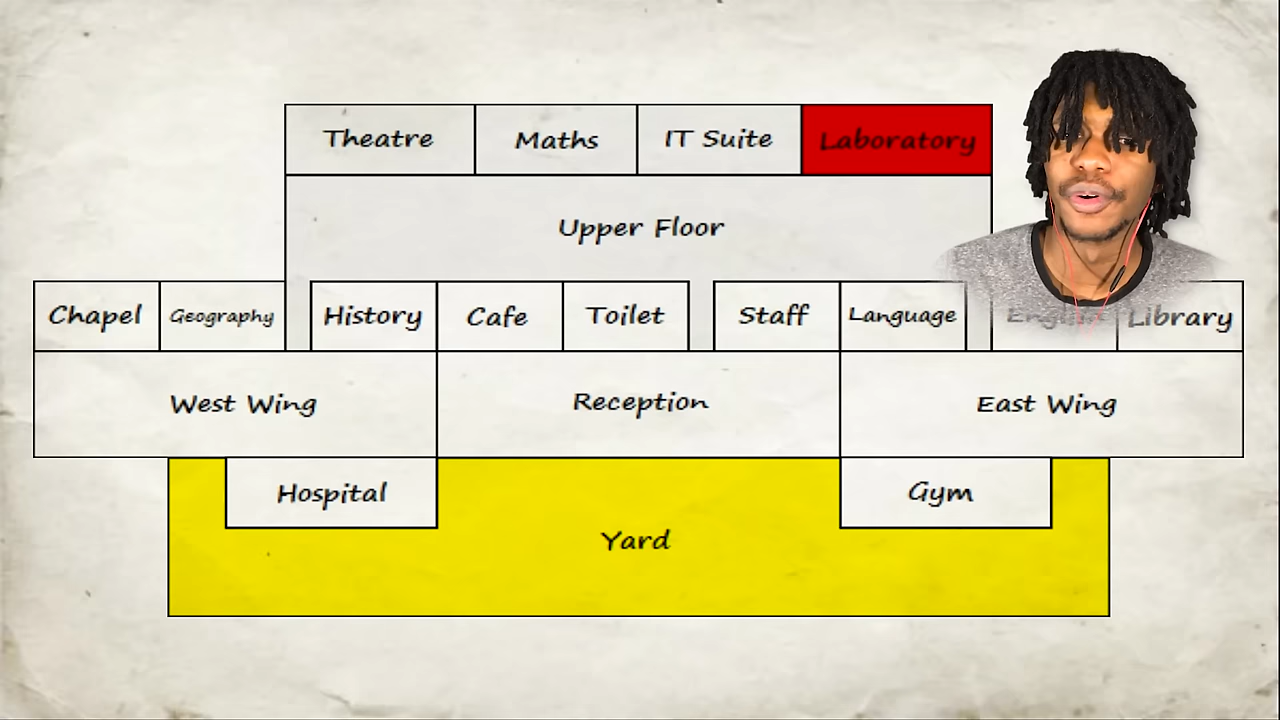 Theatre
Maths
IT Suite
Laboratory
Upper Floor
Chapel
Geography
History
Cafe
Toilet
Staff
Language
English
Library
West Wing
Reception
East Wing
Hospital
Gym
Yard